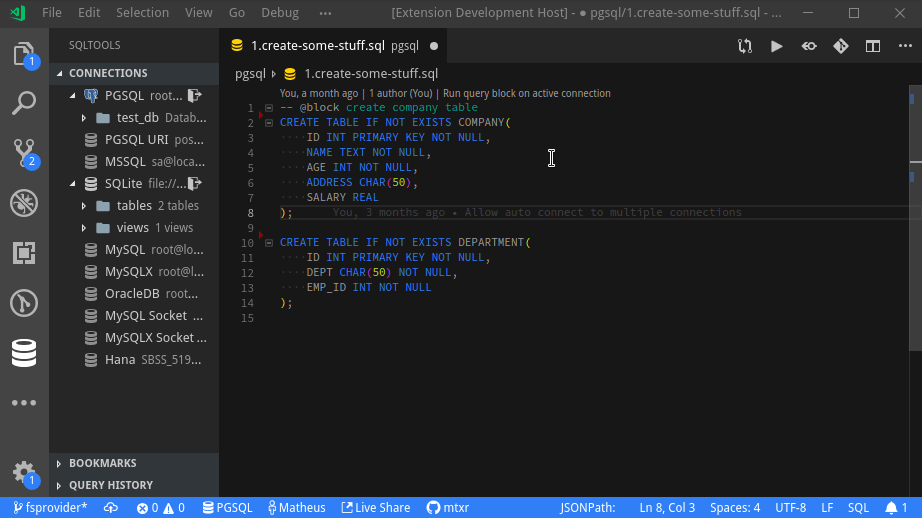 File Edit Selection View Go Debug ··· [Extension Development Host] - ● pgsql/1.create-some-stuff.sql - ...
SQLTOOLS
1.create-some-stuff.sql pgsql
CONNECTIONS
pgsql 1.create-some-stuff.sql
PGSQL root...
test_db Datab...
PGSQL URI pos...
MSSQL sa@loca...
SQLite file://...
tables 2 tables
views 1 views
MySQL root@lo...
MySQLX root@l...
OracleDB root...
MySQL Socket ...
MySQLX Socket ...
Hana SBSS_519...
BOOKMARKS
QUERY HISTORY
1
2
1
You, a month ago | 1 author (You) | Run query block on active connection
1 -- @block create company table
2 CREATE TABLE IF NOT EXISTS COMPANY(
3 ····ID INT PRIMARY KEY NOT NULL,
4 ····NAME TEXT NOT NULL,
5 ····AGE INT NOT NULL,
6 ····ADDRESS CHAR(50),
7 ····SALARY REAL
8 ); You, 3 months ago • Allow auto connect to multiple connections
9
10 CREATE TABLE IF NOT EXISTS DEPARTMENT(
11 ····ID INT PRIMARY KEY NOT NULL,
12 ····DEPT CHAR(50) NOT NULL,
13 ····EMP_ID INT NOT NULL
14 );
15
fsprovider* 0 0 PGSQL Matheus Live Share mtxr JSONPath: Ln 8, Col 3 Spaces: 4 UTF-8 LF SQL 1